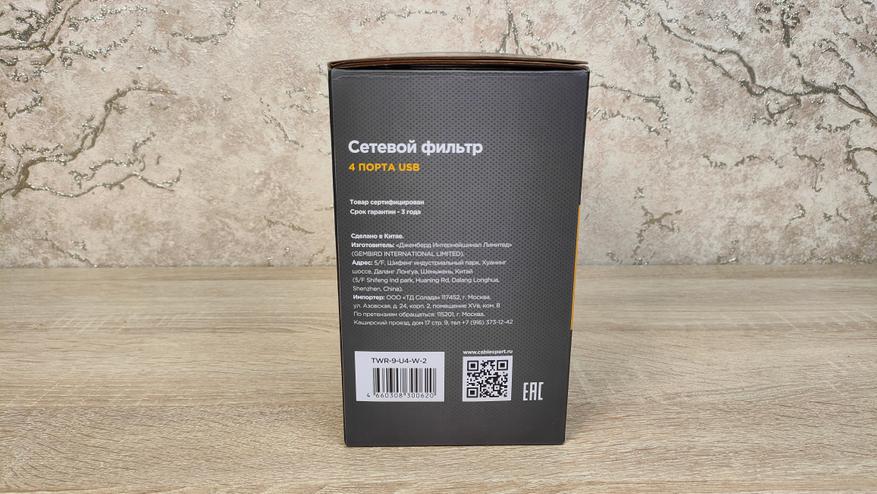 Сетевой фильтр
4 ПОРТА USB
Товар сертифицирован
Срок гарантии - 3 года
Сделано в Китае.
Изготовитель: «Джемберд Интернейшинал Лимитед»
(GEMBIRD INTERNATIONAL LIMITED).
Адрес: 5/F, Шифенг индустриальный парк, Хуанинг
шоссе, Даланг Лонгуа, Шеньжень, Китай
(5/F Shifeng Ind park, Huaning Rd, Dalang Longhua,
Shenzhen, China).
Импортер: ООО «ТД Солада» 117452, г. Москва,
ул. Азовская, д. 24, корп. 2, помещение XVв, ком. 8
По претензиям обращаться: 115201, г. Москва,
Каширский проезд, дом 17 стр. 9, тел +7 (916) 373-12-42
www.cablexpert.ru
TWR-9-U4-W-2
4 660308 300620
EAC